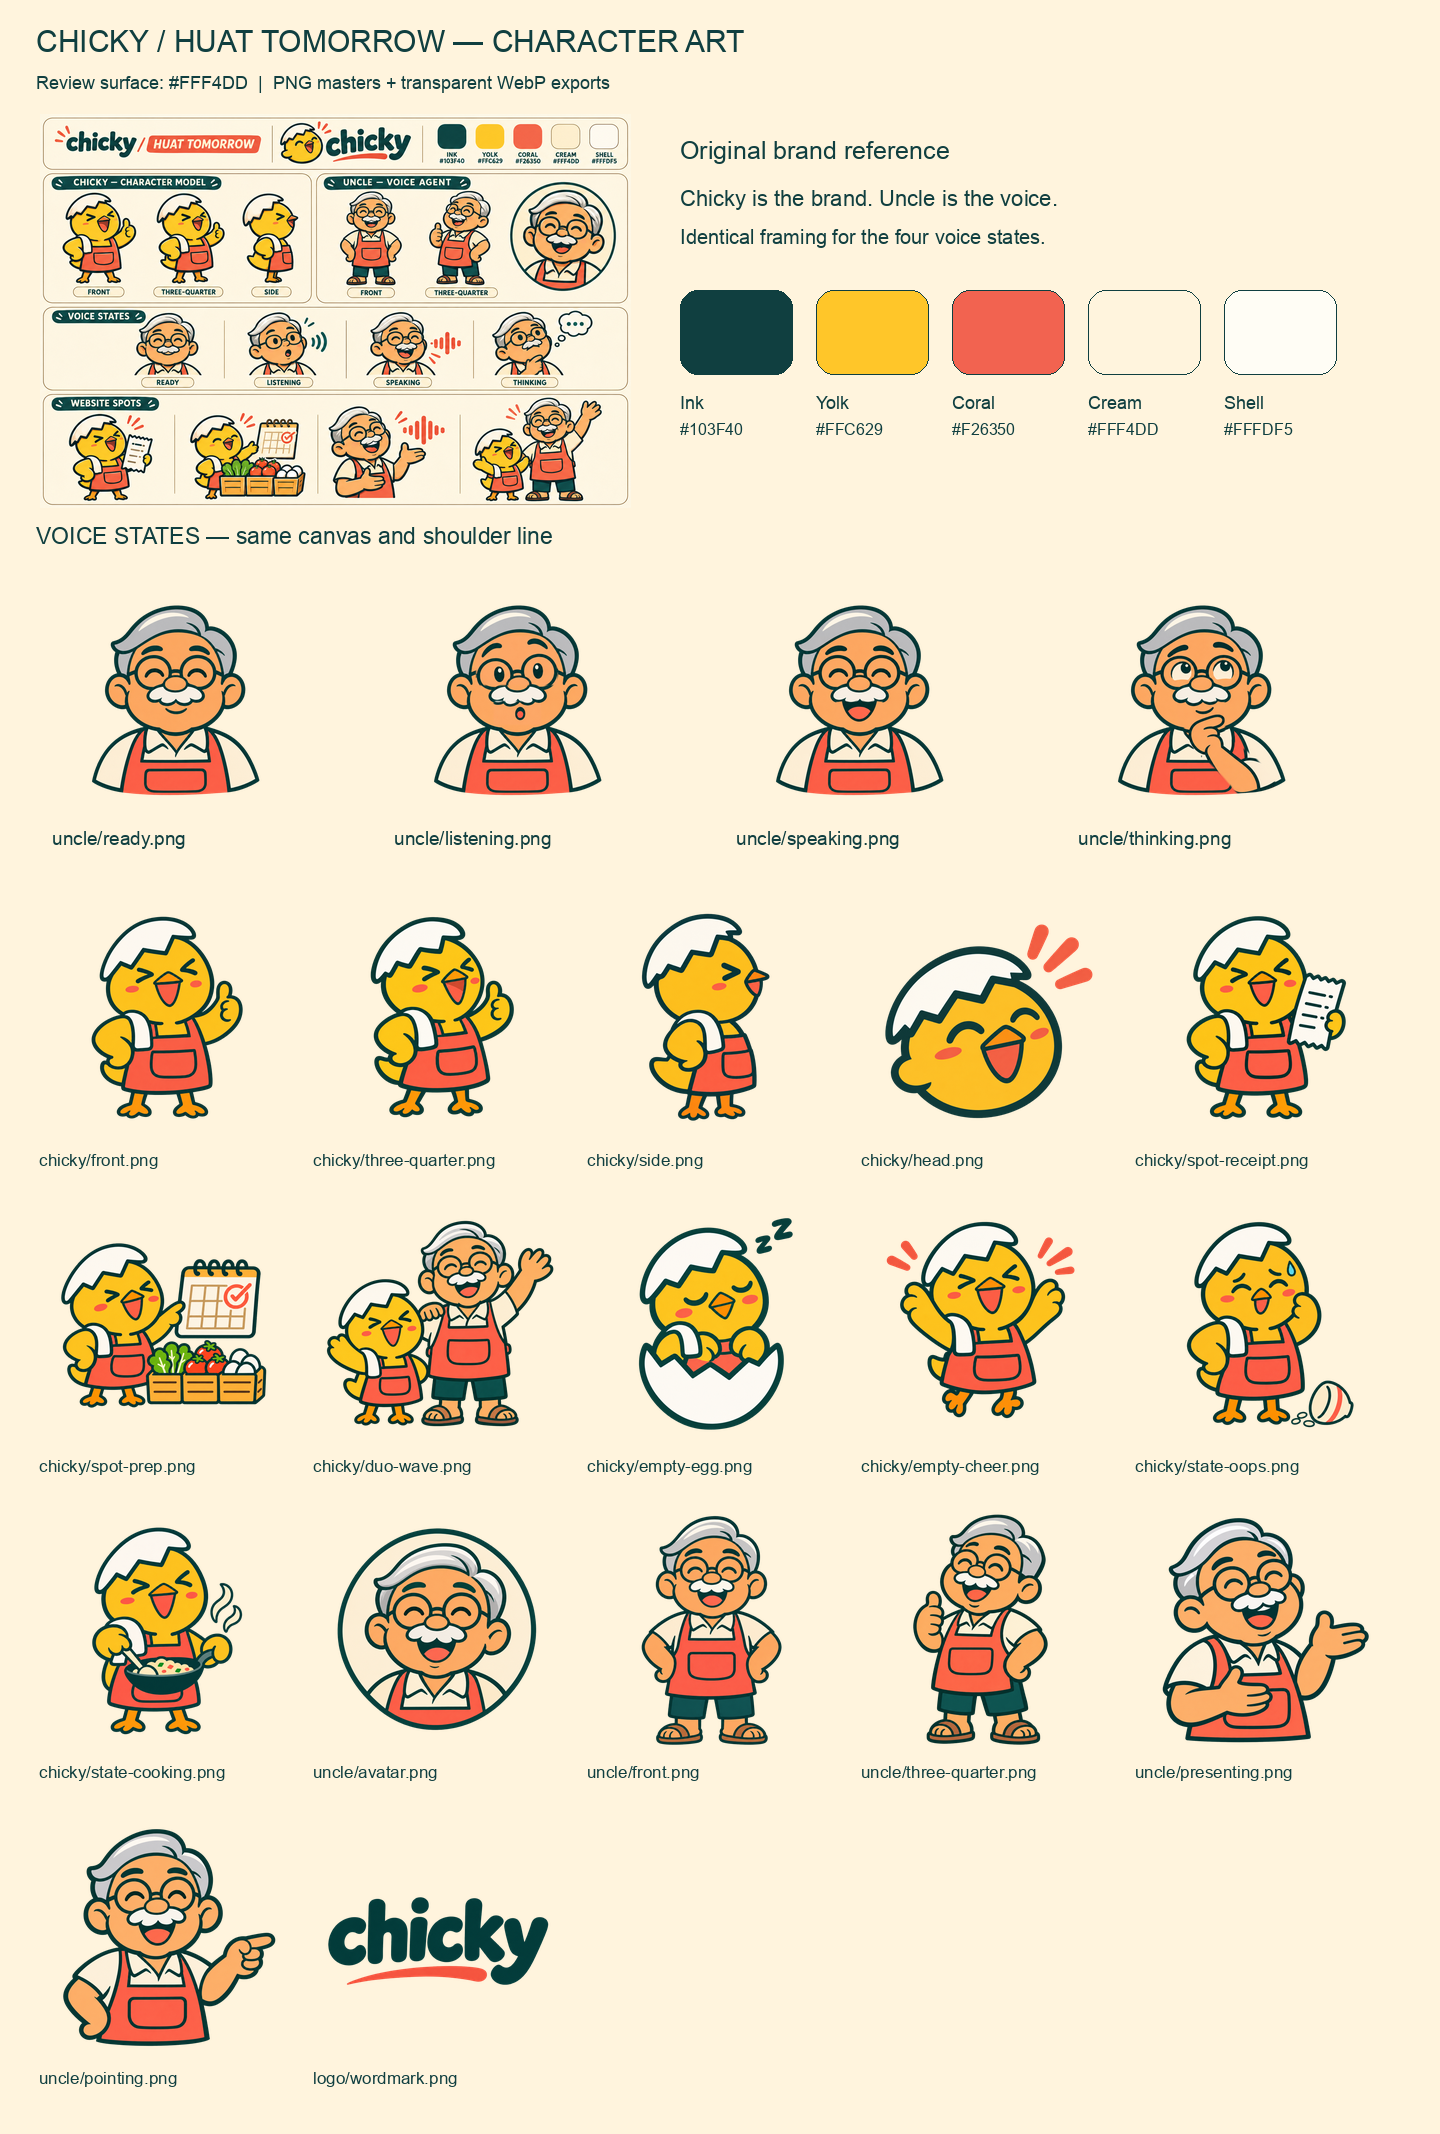 CHICKY / HUAT TOMORROW — CHARACTER ART
Review surface: #FFF4DD | PNG masters + transparent WebP exports
chicky / HUAT TOMORROW
chicky
INK
#103F40
YOLK
#FFC629
CORAL
#F26350
CREAM
#FFF4DD
SHELL
#FFFDF5
CHICKY — CHARACTER MODEL
FRONT
THREE-QUARTER
SIDE
UNCLE — VOICE AGENT
FRONT
THREE-QUARTER
VOICE STATES
READY
LISTENING
SPEAKING
THINKING
WEBSITE SPOTS
Original brand reference
Chicky is the brand. Uncle is the voice.
Identical framing for the four voice states.
Ink
#103F40
Yolk
#FFC629
Coral
#F26350
Cream
#FFF4DD
Shell
#FFFDF5
VOICE STATES — same canvas and shoulder line
uncle/ready.png
uncle/listening.png
uncle/speaking.png
uncle/thinking.png
chicky/front.png
chicky/three-quarter.png
chicky/side.png
chicky/head.png
chicky/spot-receipt.png
z z z
chicky/spot-prep.png
chicky/duo-wave.png
chicky/empty-egg.png
chicky/empty-cheer.png
chicky/state-oops.png
chicky/state-cooking.png
uncle/avatar.png
uncle/front.png
uncle/three-quarter.png
uncle/presenting.png
chicky
uncle/pointing.png
logo/wordmark.png